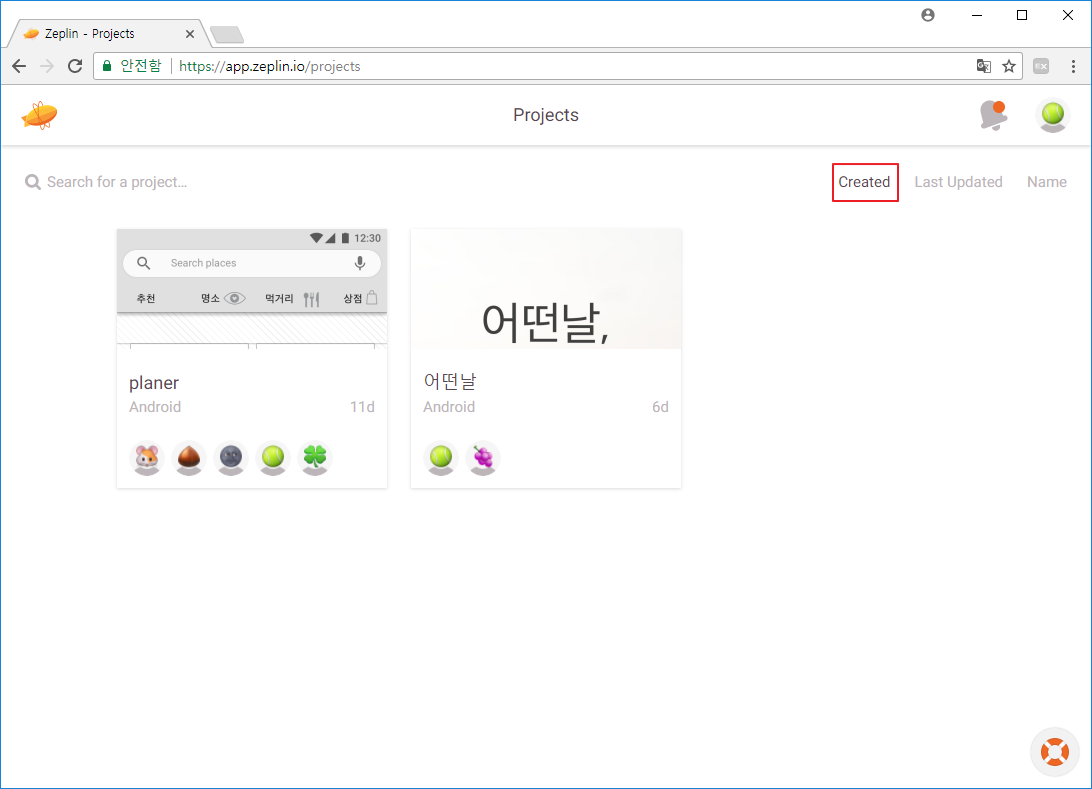 Zeplin - Projects
안전함 https://app.zeplin.io/projects
Projects
Search for a project...
Created Last Updated Name
12:30
Search places
추천 명소 먹거리 상점
어떤날,
planer
Android 11d
어떤날
Android 6d